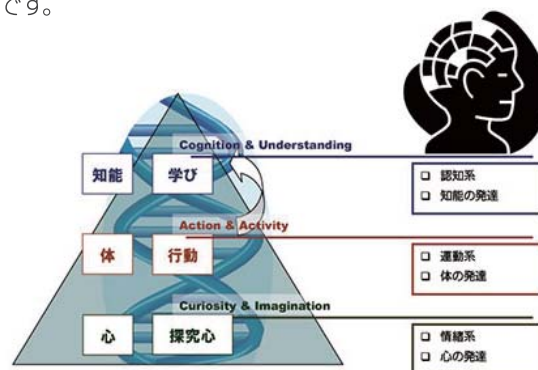 です。
Cognition & Understanding
知能 学び
認知系
知能の発達
Action & Activity
体 行動
運動系
体の発達
Curiosity & Imagination
心 探究心
情緒系
心の発達